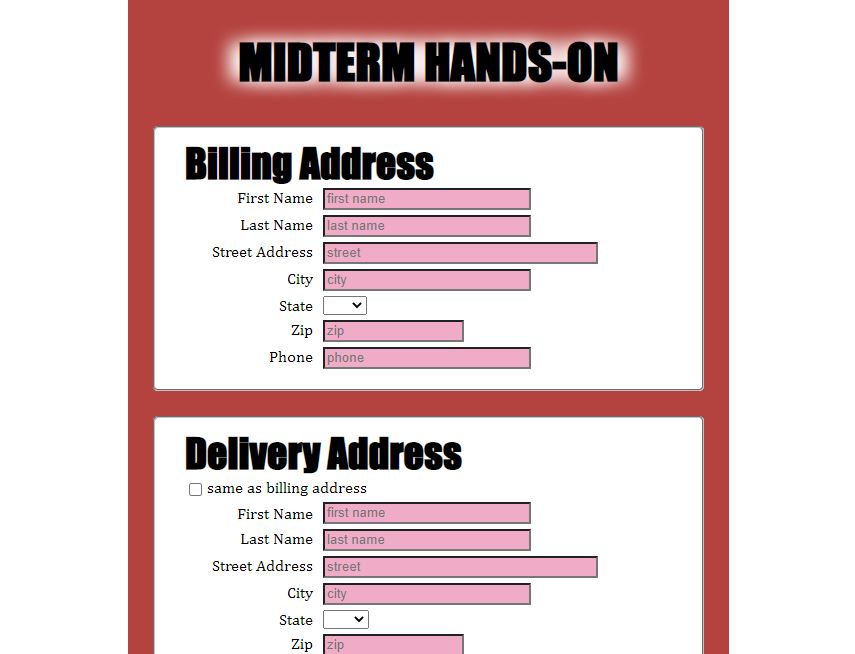 MIDTERM HANDS-ON
Billing Address
First Name first name
Last Name last name
Street Address street
City city
State
Zip zip
Phone phone
Delivery Address
same as billing address
First Name first name
Last Name last name
Street Address street
City city
State
Zip zip